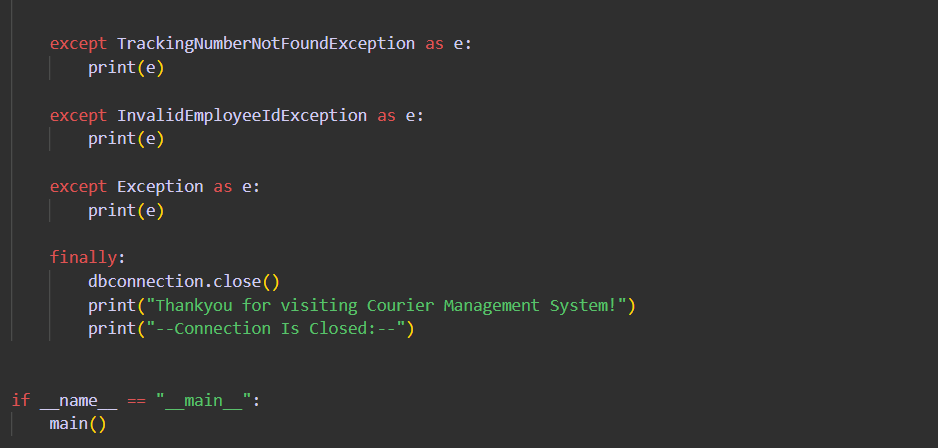 except TrackingNumberNotFoundException as e:
print(e)
except InvalidEmployeeIdException as e:
print(e)
except Exception as e:
print(e)
finally:
dbconnection.close()
print("Thankyou for visiting Courier Management System!")
print("--Connection Is Closed:--")
if __name__ == "__main__":
main()